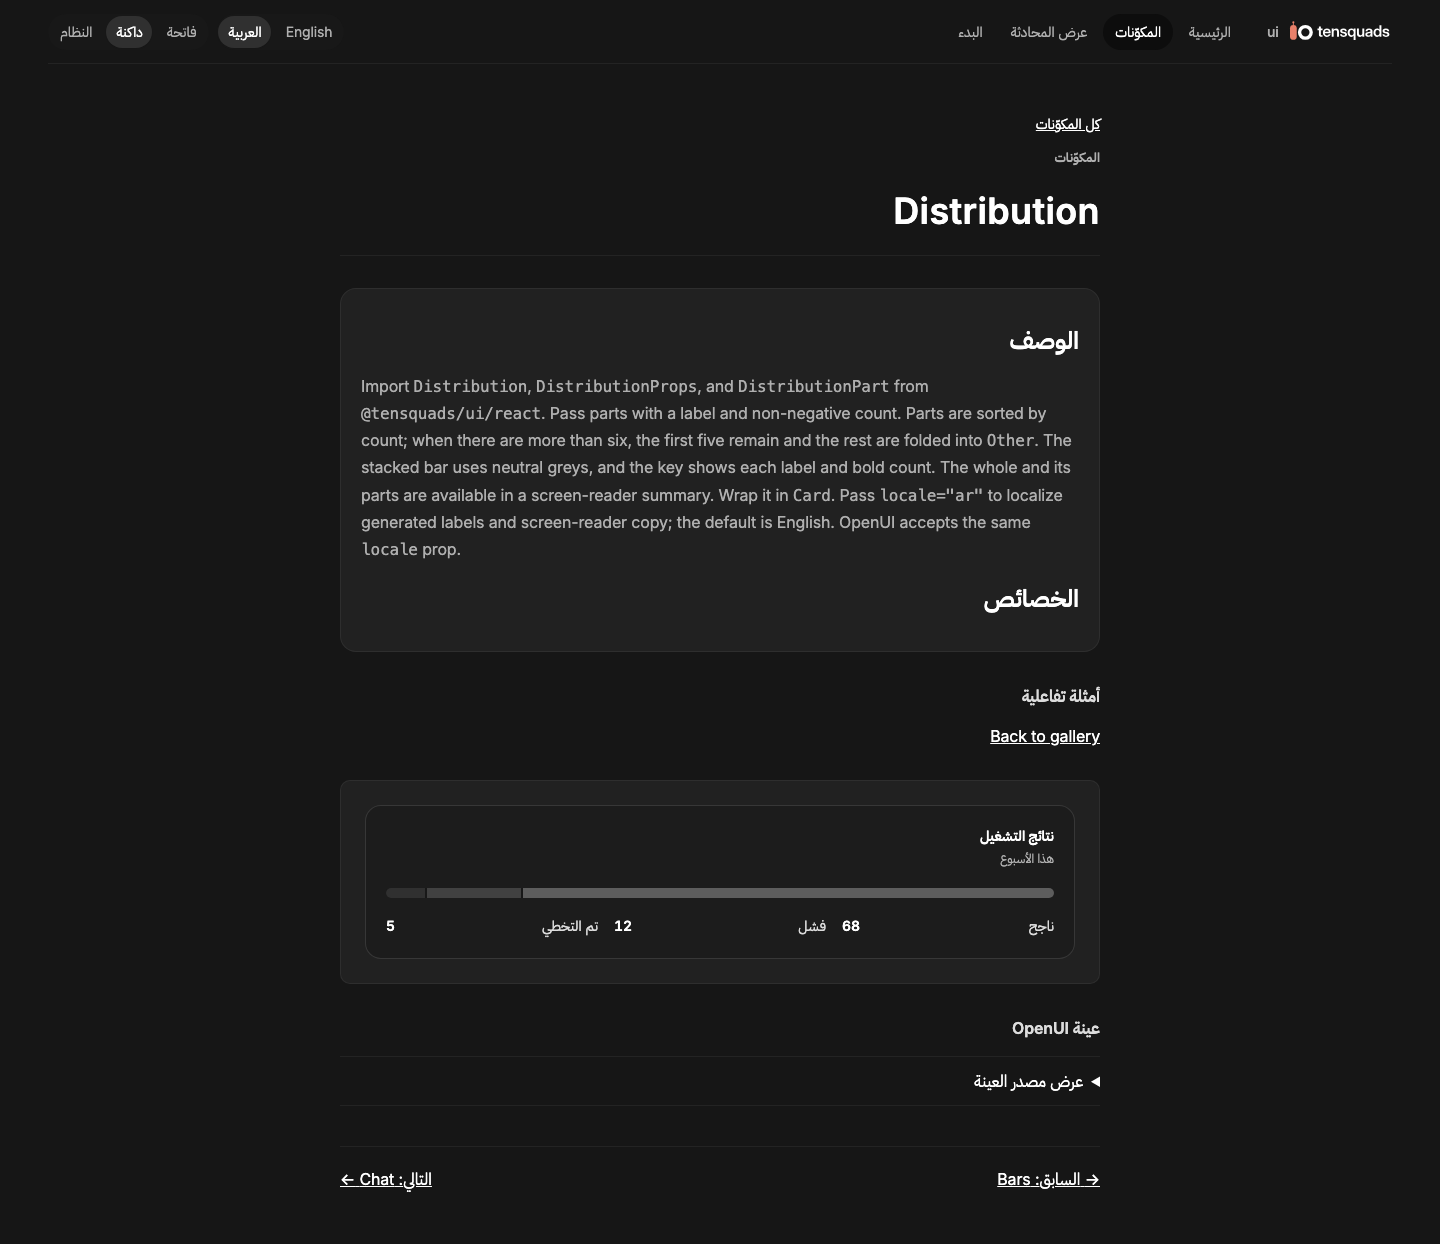 tensquads ui
الرئيسية
المكوّنات
عرض المحادثة
البدء
English
العربية
فاتحة
داكنة
النظام
كل المكوّنات
المكوّنات
Distribution
الوصف
Import Distribution, DistributionProps, and DistributionPart from
@tensquads/ui/react. Pass parts with a label and non-negative count. Parts are sorted by
count; when there are more than six, the first five remain and the rest are folded into Other. The
stacked bar uses neutral greys, and the key shows each label and bold count. The whole and its
parts are available in a screen-reader summary. Wrap it in Card. Pass locale="ar" to localize
generated labels and screen-reader copy; the default is English. OpenUI accepts the same
locale prop.
الخصائص
أمثلة تفاعلية
Back to gallery
نتائج التشغيل
هذا الأسبوع
ناجح 68 فشل 12 تم التخطي 5
عينة OpenUI
عرض مصدر العينة
→ السابق: Bars
التالي: Chat ←